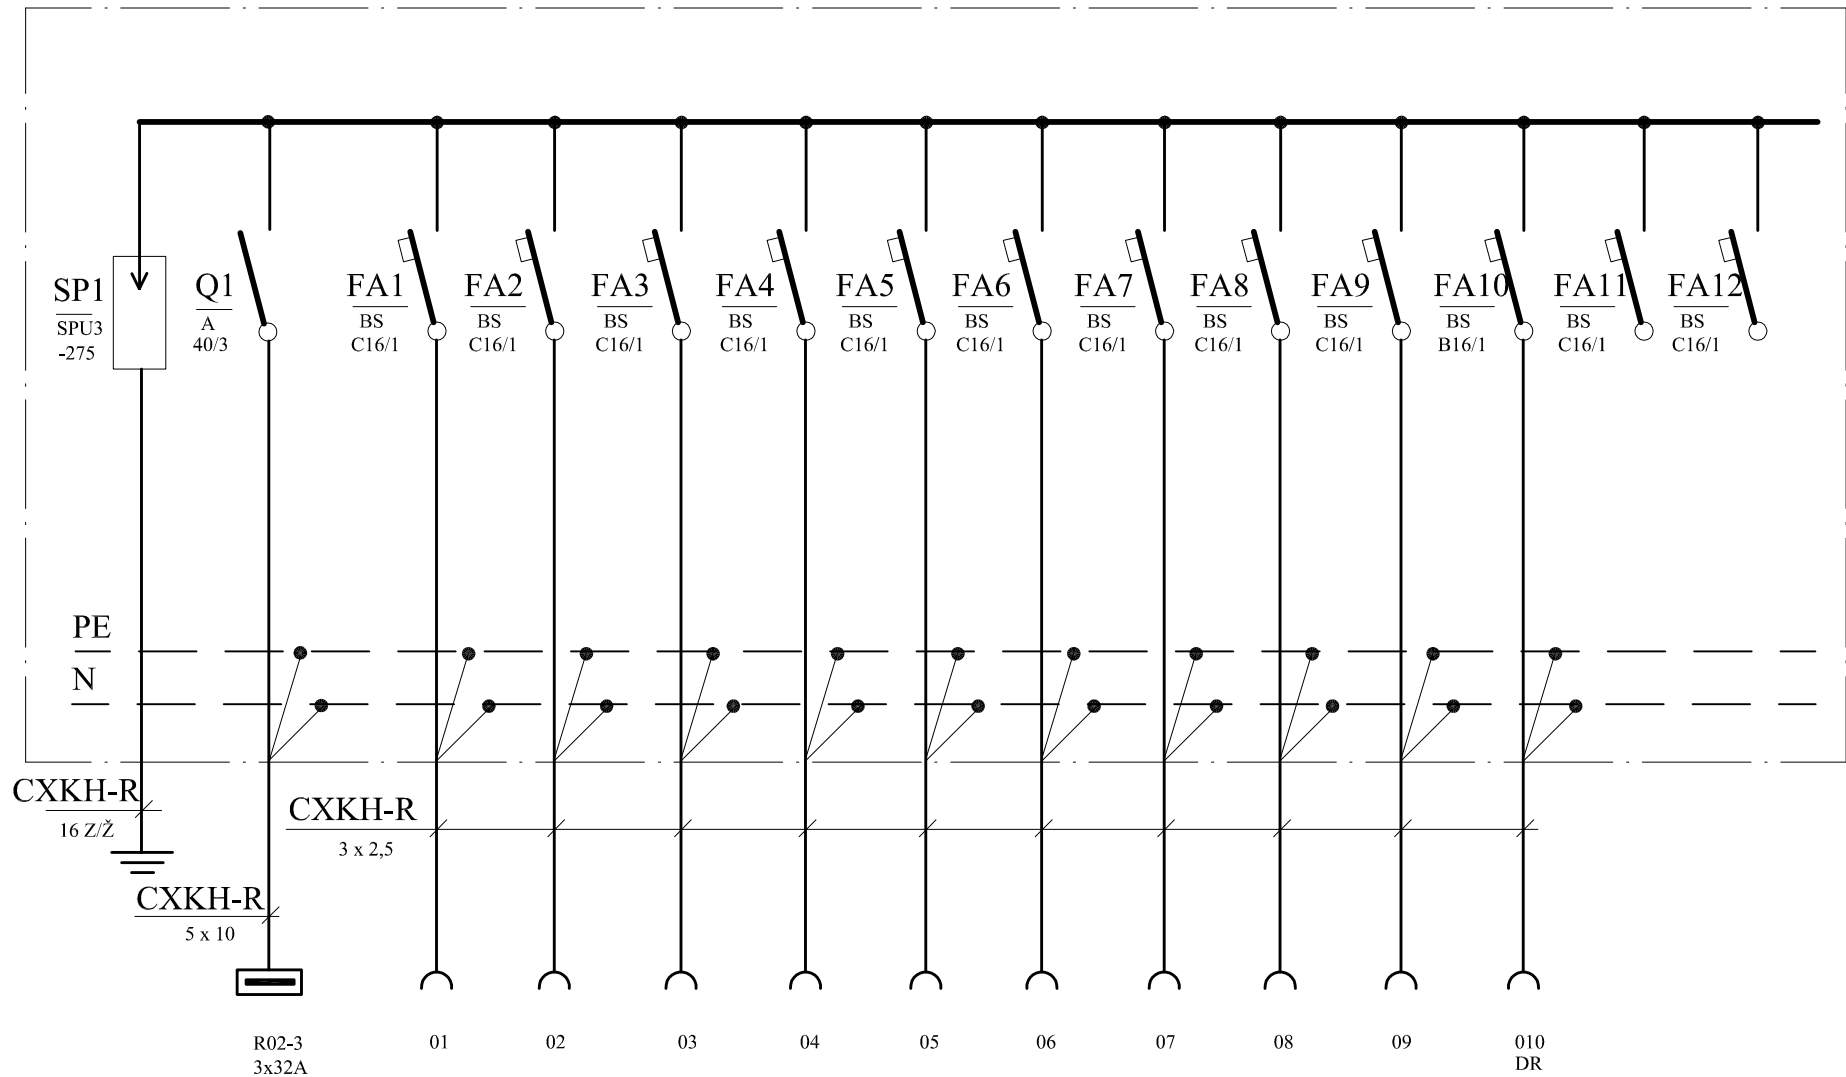 SP1
SPU3
-275
Q1
A
40/3
FA1
BS
C16/1
FA2
BS
C16/1
FA3
BS
C16/1
FA4
BS
C16/1
FA5
BS
C16/1
FA6
BS
C16/1
FA7
BS
C16/1
FA8
BS
C16/1
FA9
BS
C16/1
FA10
BS
B16/1
FA11
BS
C16/1
FA12
BS
C16/1
PE
N
CXKH-R
16 Z/Ž
CXKH-R
3 x 2,5
CXKH-R
5 x 10
R02-3
3x32A
01
02
03
04
05
06
07
08
09
010
DR